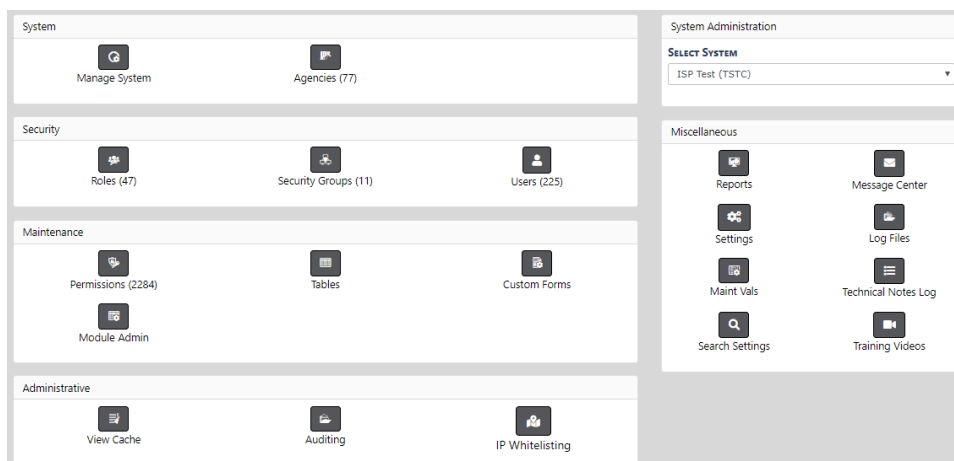 System
Manage System
Agencies (77)
Security
Roles (47)
Security Groups (11)
Users (225)
Maintenance
Permissions (2284)
Tables
Custom Forms
Module Admin
Administrative
View Cache
Auditing
IP Whitelisting
System Administration
SELECT SYSTEM
ISP Test (TSTC)
Miscellaneous
Reports
Message Center
Settings
Log Files
Maint Vals
Technical Notes Log
Search Settings
Training Videos